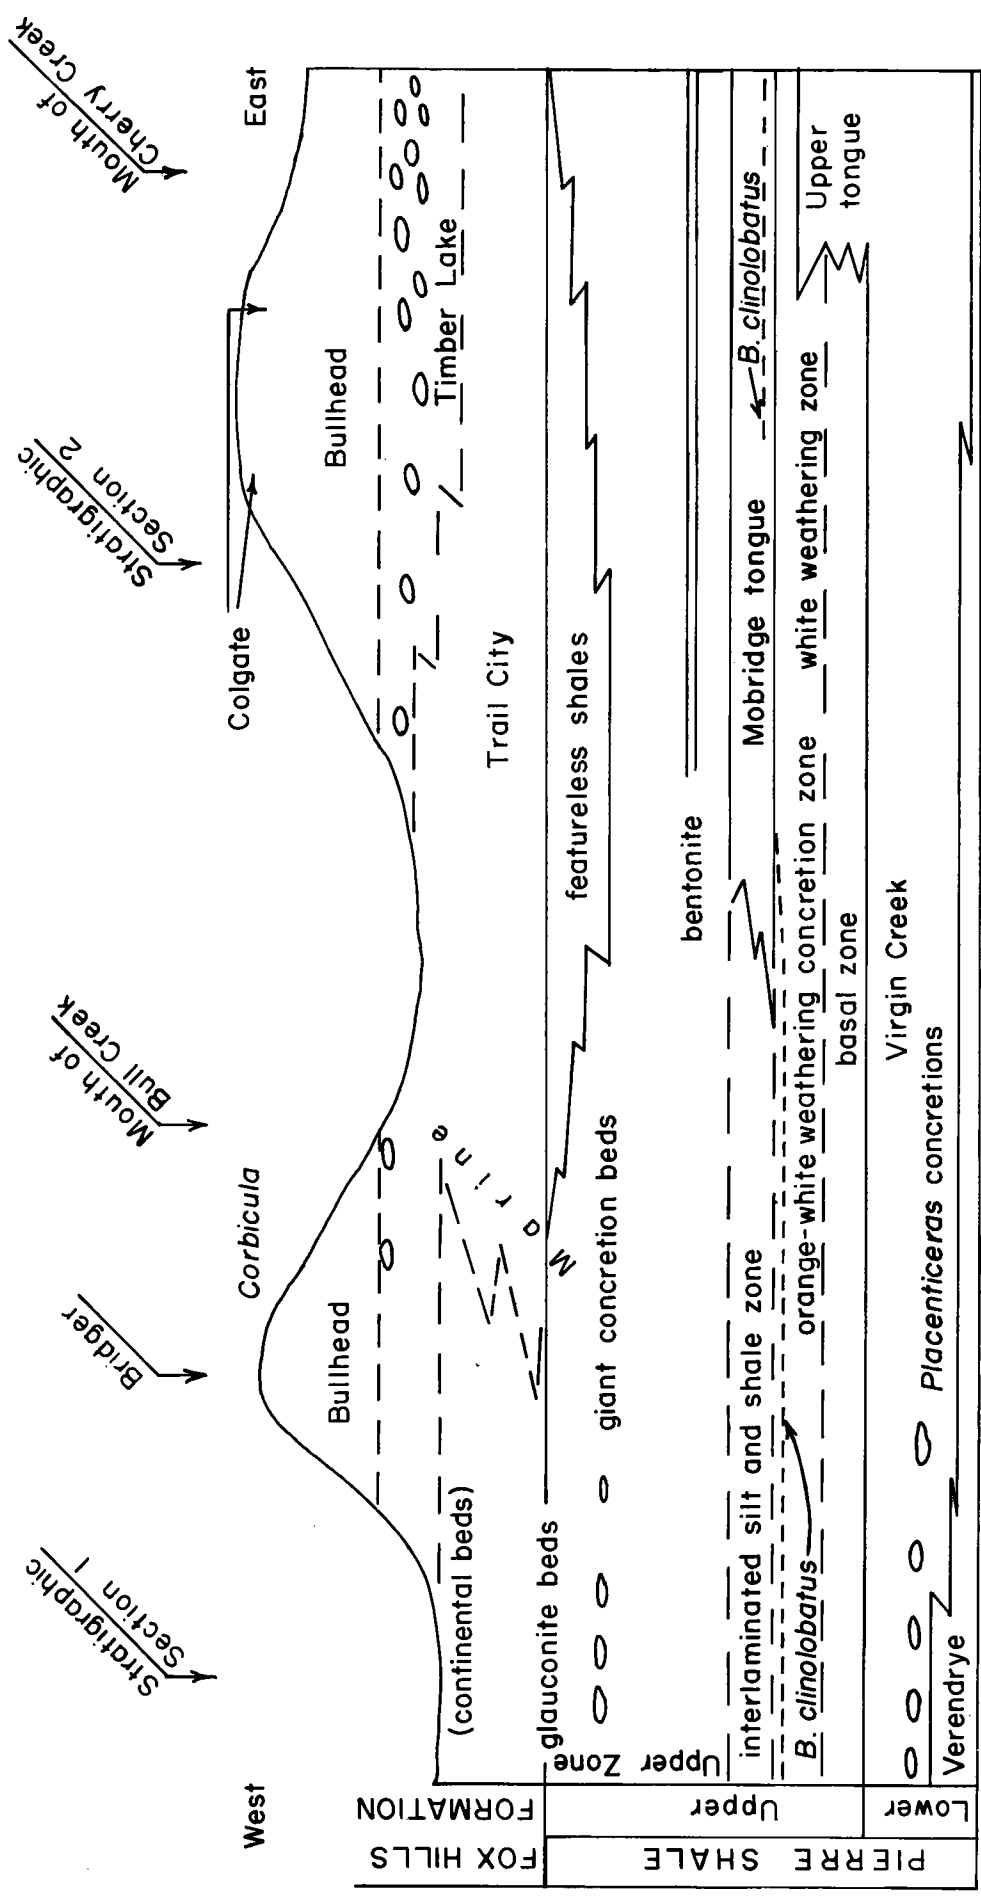 West
East
Stratigraphic
Section 1
Bridger
Mouth of
Bull Creek
Stratigraphic
Section 2
Mouth of
Cherry Creek
Corbicula
Colgate
Bullhead
Bullhead
Timber Lake
(continental beds)
Marine
Trail City
glauconite beds
giant concretion beds
featureless shales
bentonite
interlaminated silt and shale zone
Mobridge tongue
B. clinolobatus
B. clinolobatus
orange-white weathering concretion zone
white weathering zone
Upper
tongue
basal zone
Virgin Creek
Placenticeras concretions
Verendrye
FOX HILLS
FORMATION
PIERRE SHALE
Upper
Lower
Upper Zone